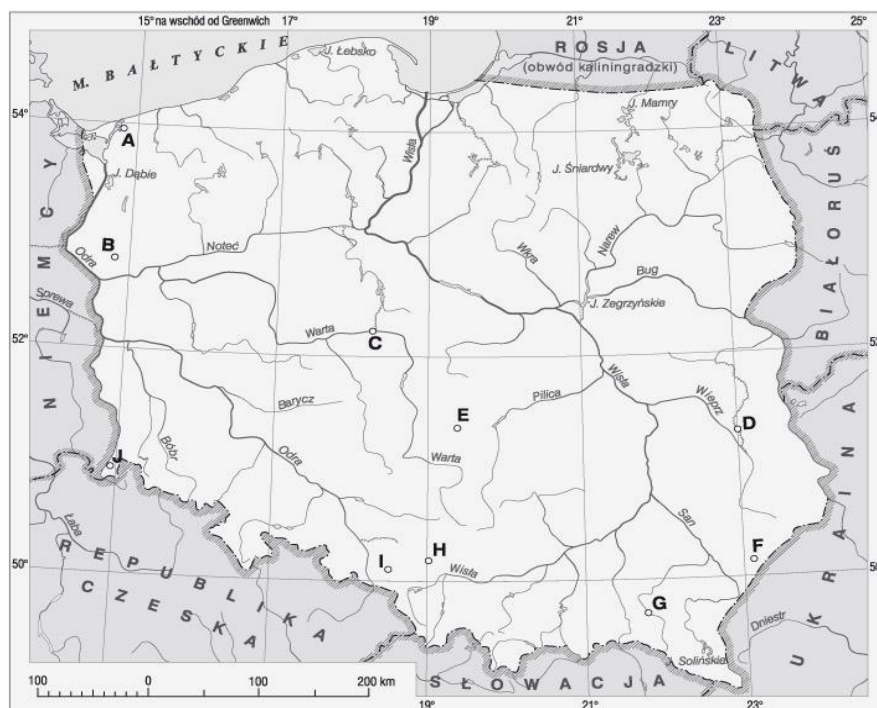 15° na wschód od Greenwich 17° 19° 21° 23° 25°
M. BAŁTYCKIE
J. Łebsko
ROSJA
(obwód kaliningradzki)
LITWA
54°
54°
A
J. Mamry
Wisła
J. Dąbie
J. Śniardwy
BIAŁORUŚ
NIEMCY
B
Odra
Noteć
Wkra
Narew
Bug
Sprewa
J. Zegrzyńskie
52°
52°
Warta
C
Wisła
Wieprz
Barycz
E
Pilica
D
Bóbr
Odra
Warta
J
UKRAINA
Łaba
San
50°
50°
REPUBLIKA
CZESKA
I
H
Wisła
F
G
Dniestr
J. Solińskie
100 0 100 200 km
SŁOWACJA
19° 21° 23°